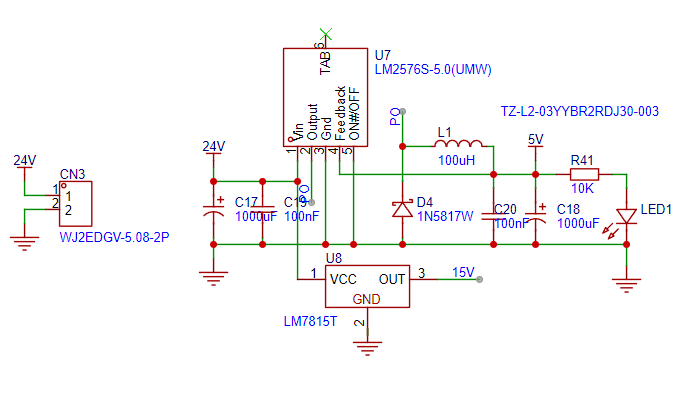 U7
LM2576S-5.0(UMW)
TAB
6
Vin
Output
Gnd
Feedback
ON#/OFF
1
2
3
4
5
PO
TZ-L2-03YYBR2RDJ30-003
24V
CN3
1
1
2
2
WJ2EDGV-5.08-2P
24V
C17
1000uF
C19
100nF
PO
L1
100uH
5V
R41
10K
D4
1N5817W
C20
100nF
C18
1000uF
LED1
U8
1
VCC
OUT
3
15V
GND
2
LM7815T